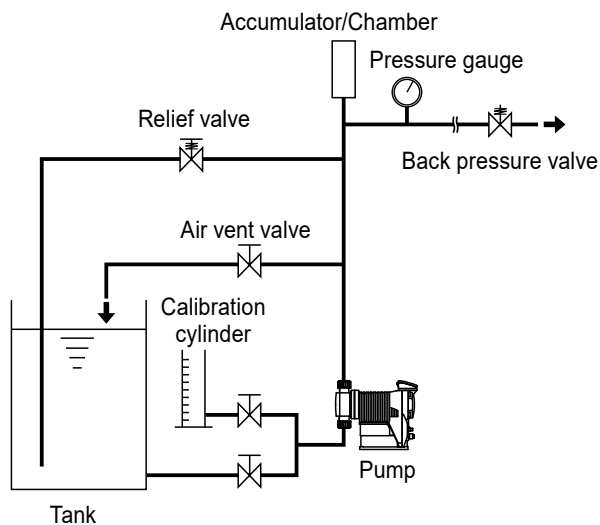 Accumulator/Chamber
Pressure gauge
Relief valve
Back pressure valve
Air vent valve
Calibration
cylinder
Pump
Tank